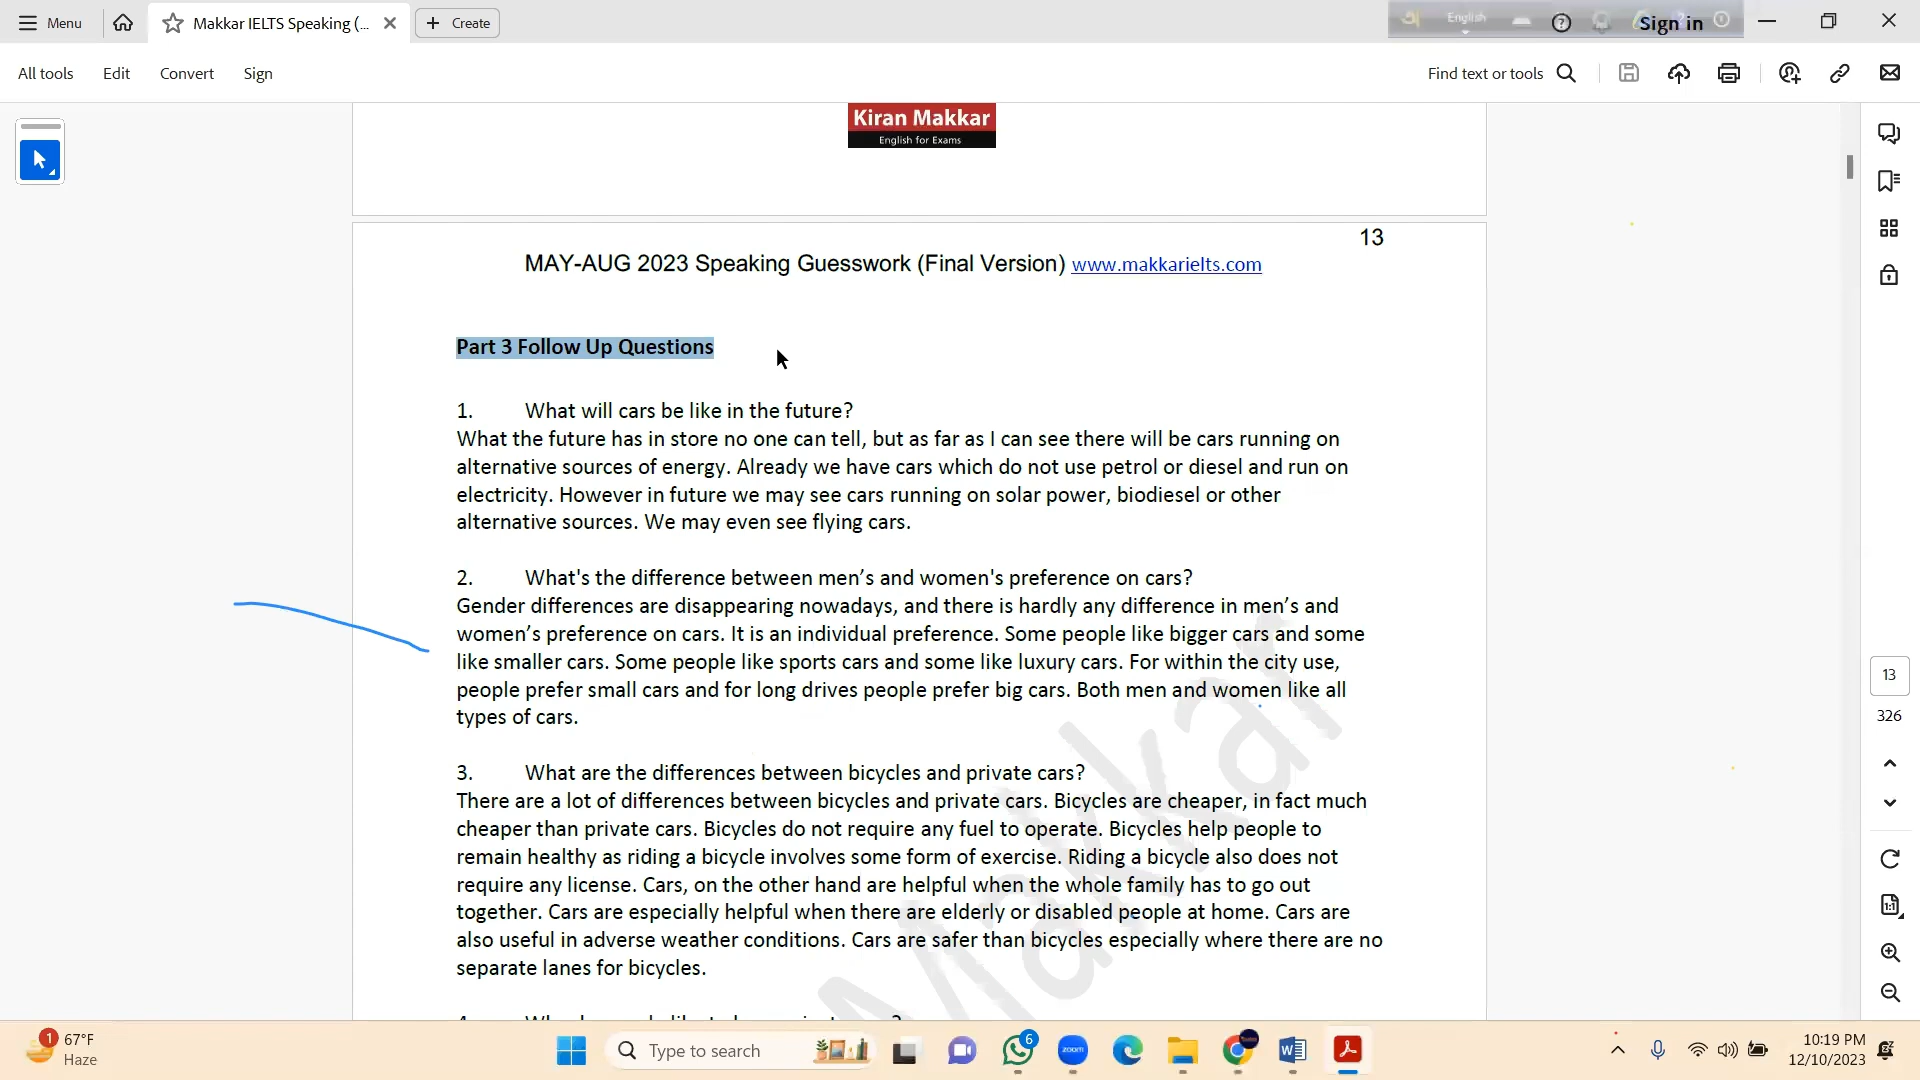 Menu
Makkar IELTS Speaking (...
Create
English
Sign in
All tools
Edit
Convert
Sign
Find text or tools
Kiran Makkar
English for Exams
13
MAY-AUG 2023 Speaking Guesswork (Final Version) www.makkarielts.com
Part 3 Follow Up Questions
1. What will cars be like in the future?
What the future has in store no one can tell, but as far as I can see there will be cars running on
alternative sources of energy. Already we have cars which do not use petrol or diesel and run on
electricity. However in future we may see cars running on solar power, biodiesel or other
alternative sources. We may even see flying cars.
2. What's the difference between men’s and women's preference on cars?
Gender differences are disappearing nowadays, and there is hardly any difference in men’s and
women’s preference on cars. It is an individual preference. Some people like bigger cars and some
like smaller cars. Some people like sports cars and some like luxury cars. For within the city use,
people prefer small cars and for long drives people prefer big cars. Both men and women like all
types of cars.
3. What are the differences between bicycles and private cars?
There are a lot of differences between bicycles and private cars. Bicycles are cheaper, in fact much
cheaper than private cars. Bicycles do not require any fuel to operate. Bicycles help people to
remain healthy as riding a bicycle involves some form of exercise. Riding a bicycle also does not
require any license. Cars, on the other hand are helpful when the whole family has to go out
together. Cars are especially helpful when there are elderly or disabled people at home. Cars are
also useful in adverse weather conditions. Cars are safer than bicycles especially where there are no
separate lanes for bicycles.
Makkar
13
326
1
67°F
Haze
Type to search
6
zoom
10:19 PM
12/10/2023